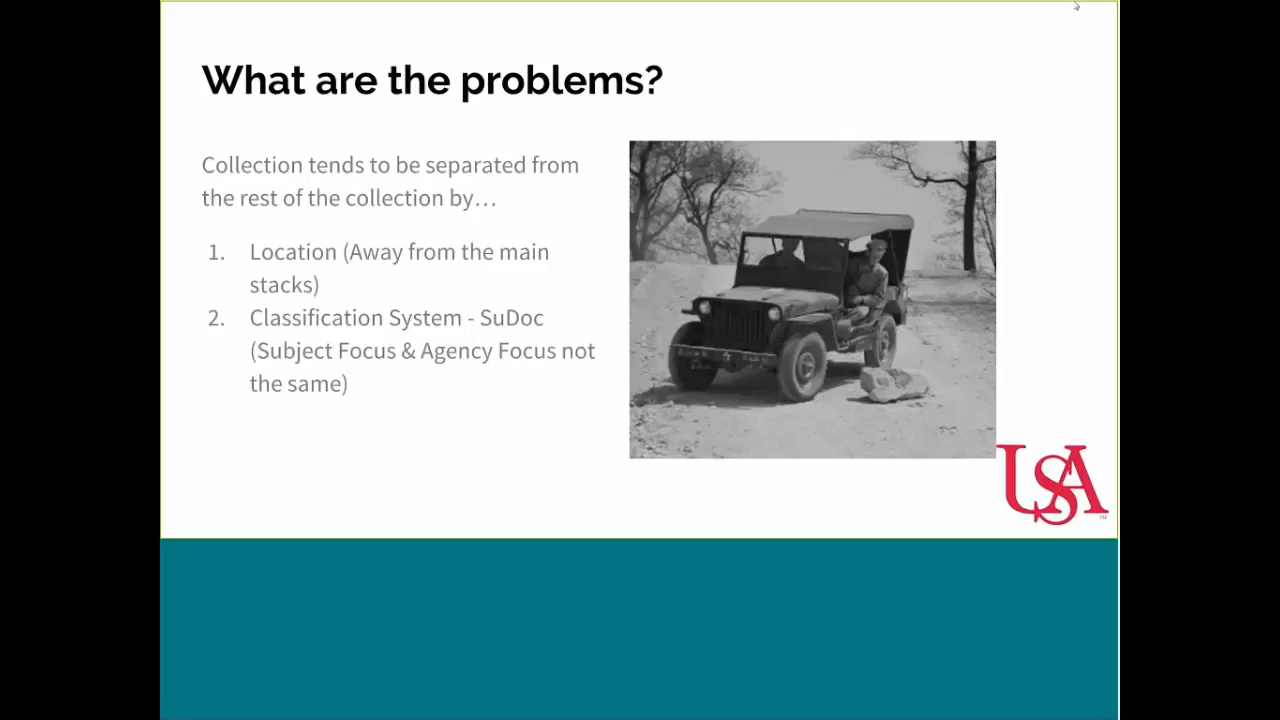 What are the problems?
Collection tends to be separated from
the rest of the collection by…
1. Location (Away from the main
stacks)
2. Classification System - SuDoc
(Subject Focus & Agency Focus not
the same)
USA